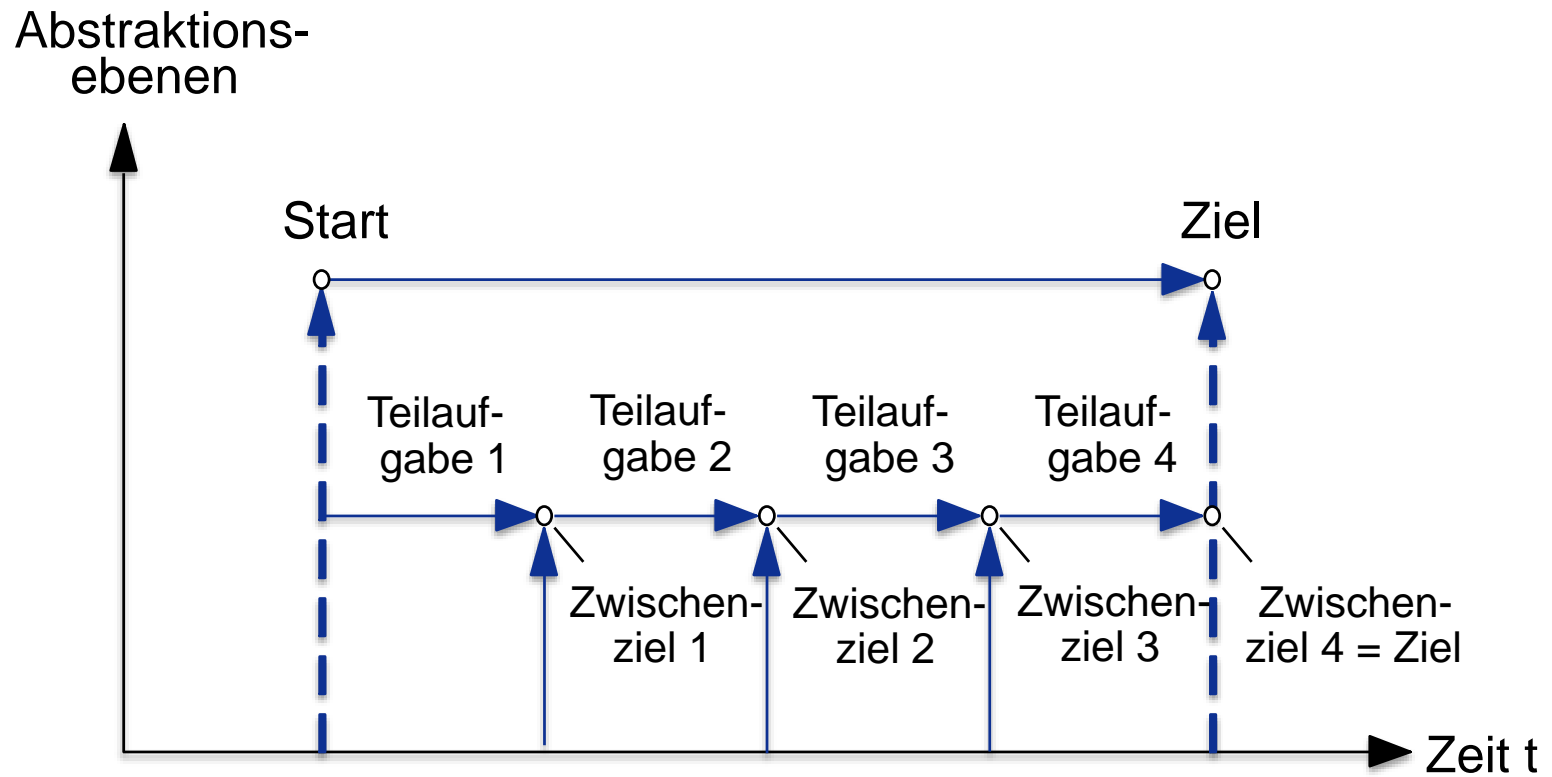 Abstraktions-
ebenen
Start
Ziel
Teilauf-
gabe 1
Teilauf-
gabe 2
Teilauf-
gabe 3
Teilauf-
gabe 4
Zwischen-
ziel 1
Zwischen-
ziel 2
Zwischen-
ziel 3
Zwischen-
ziel 4 = Ziel
Zeit t